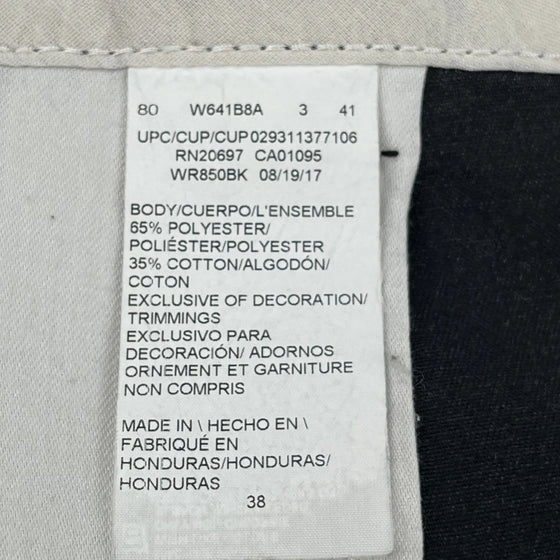 80 W641B8A 3 41
UPC/CUP/CUP029311377106
RN20697 CA01095
WR850BK 08/19/17
BODY/CUERPO/L'ENSEMBLE
65% POLYESTER/
POLIÉSTER/POLYESTER
35% COTTON/ALGODÓN/
COTON
EXCLUSIVE OF DECORATION/
TRIMMINGS
EXCLUSIVO PARA
DECORACIÓN/ ADORNOS
ORNEMENT ET GARNITURE
NON COMPRIS
MADE IN \ HECHO EN \
FABRIQUÉ EN
HONDURAS/HONDURAS/
HONDURAS
38